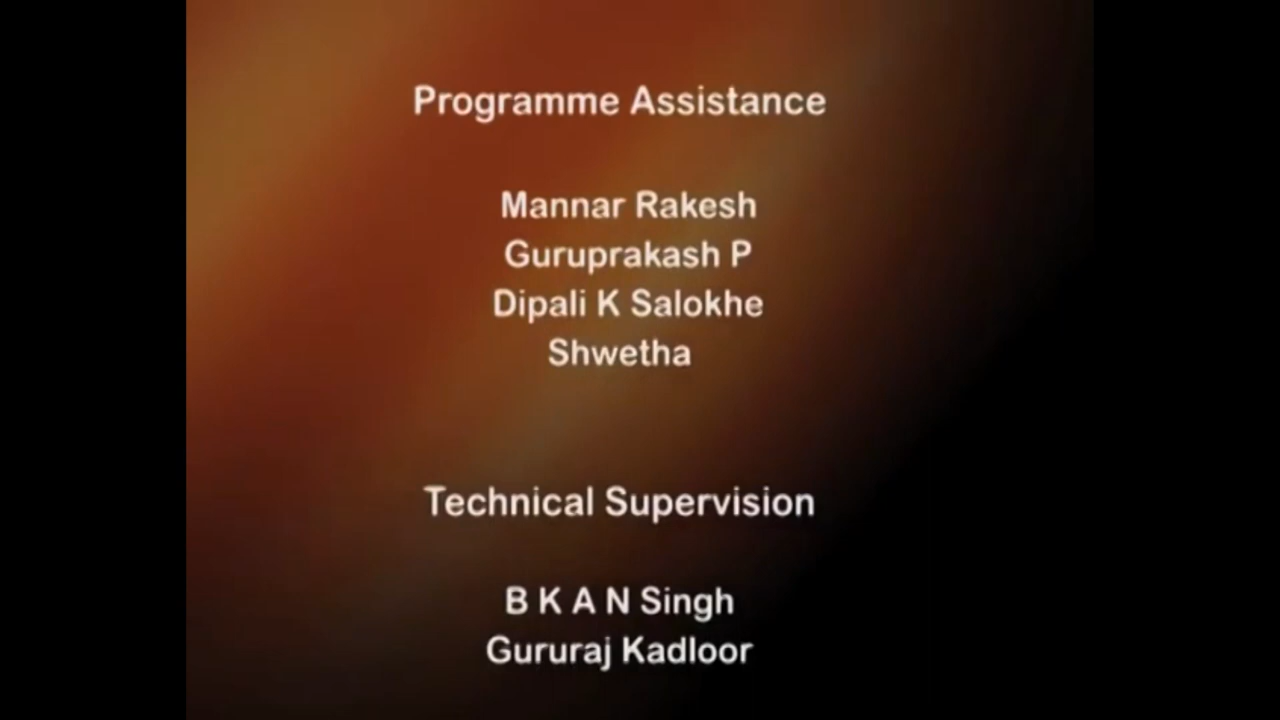 Programme Assistance
Mannar Rakesh
Guruprakash P
Dipali K Salokhe
Shwetha
Technical Supervision
B K A N Singh
Gururaj Kadloor